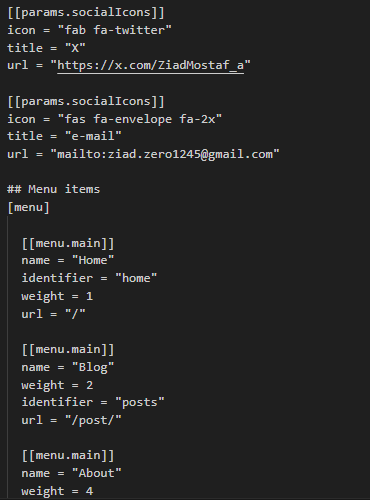 [[params.socialIcons]]
icon = "fab fa-twitter"
title = "X"
url = "https://x.com/ZiadMostaf_a"

[[params.socialIcons]]
icon = "fas fa-envelope fa-2x"
title = "e-mail"
url = "mailto:ziad.zero1245@gmail.com"

## Menu items
[menu]

  [[menu.main]]
  name = "Home"
  identifier = "home"
  weight = 1
  url = "/"

  [[menu.main]]
  name = "Blog"
  weight = 2
  identifier = "posts"
  url = "/post/"

  [[menu.main]]
  name = "About"
  weight = 4